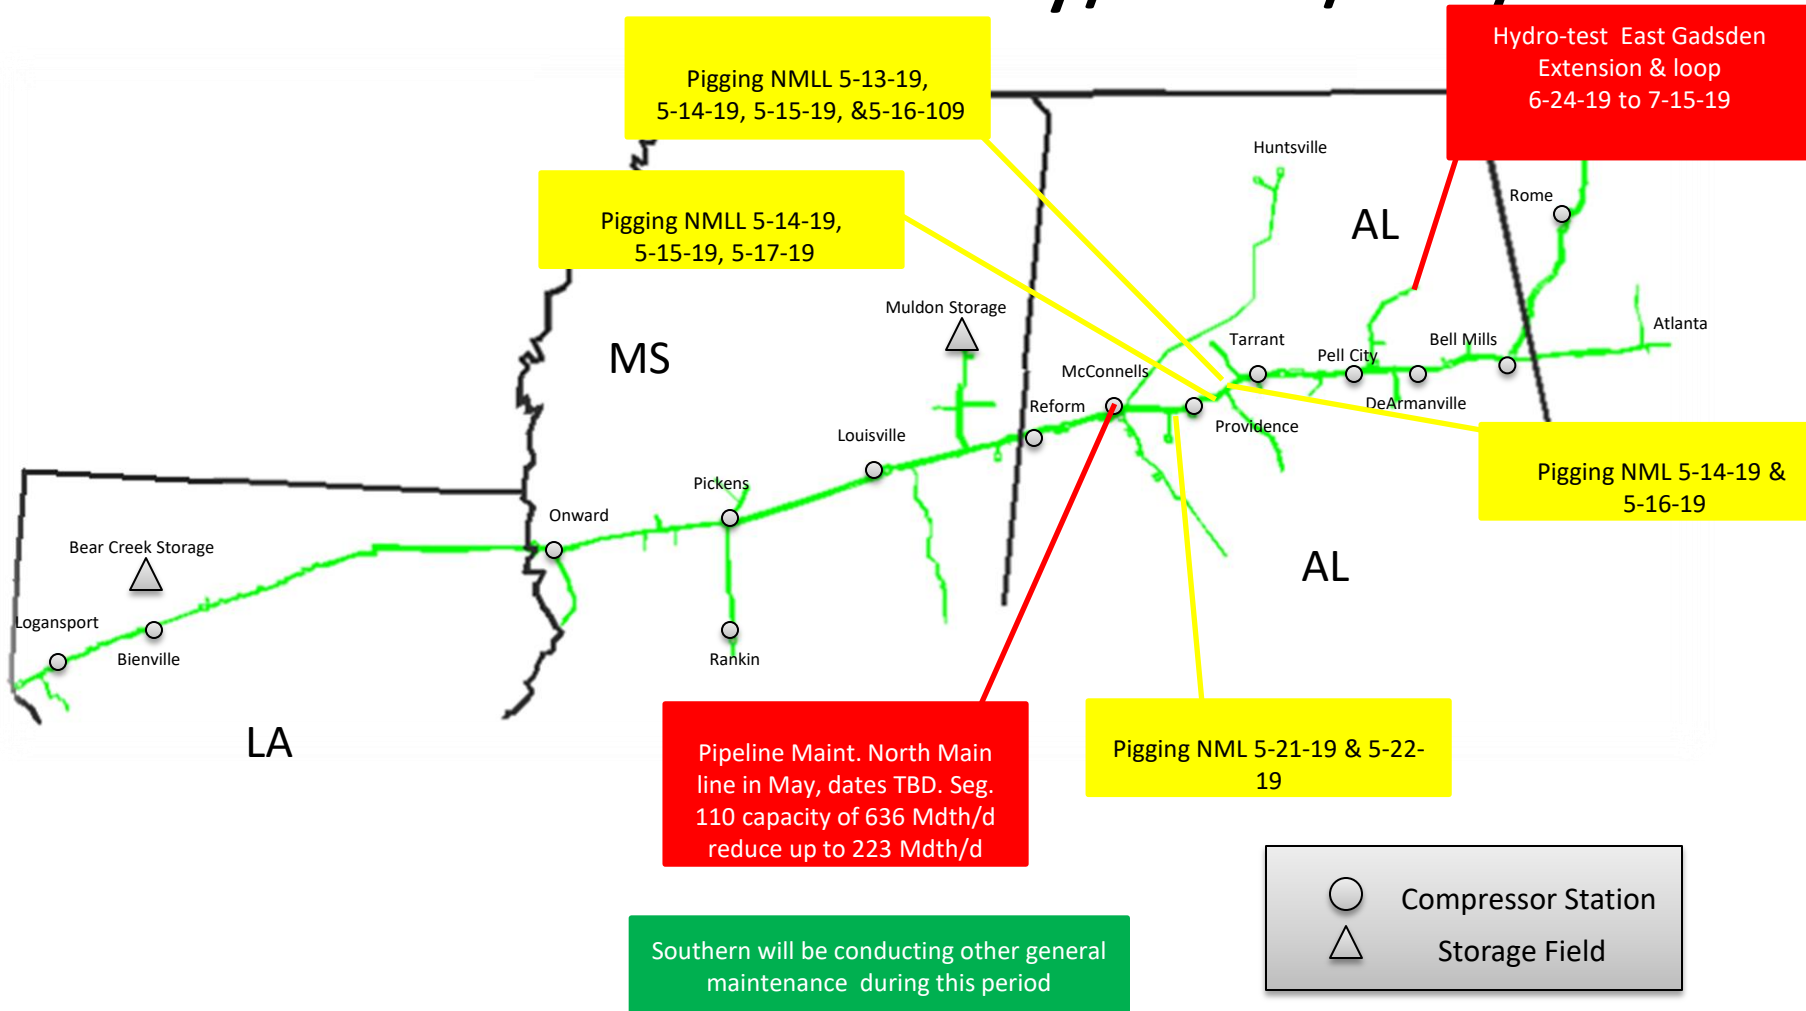 Hydro-test East Gadsden
Extension & loop
6-24-19 to 7-15-19
Pigging NMLL 5-13-19,
5-14-19, 5-15-19, &5-16-109
Huntsville
Rome
AL
Pigging NMLL 5-14-19,
5-15-19, 5-17-19
Muldon Storage
Atlanta
Tarrant
Bell Mills
Pell City
MS
McConnells
Reform
DeArmanville
Providence
Louisville
Pigging NML 5-14-19 &
5-16-19
Pickens
Onward
Bear Creek Storage
AL
Logansport
Bienville
Rankin
LA
Pipeline Maint. North Main
line in May, dates TBD. Seg.
110 capacity of 636 Mdth/d
reduce up to 223 Mdth/d
Pigging NML 5-21-19 & 5-22-
19
Compressor Station
Storage Field
Southern will be conducting other general
maintenance during this period